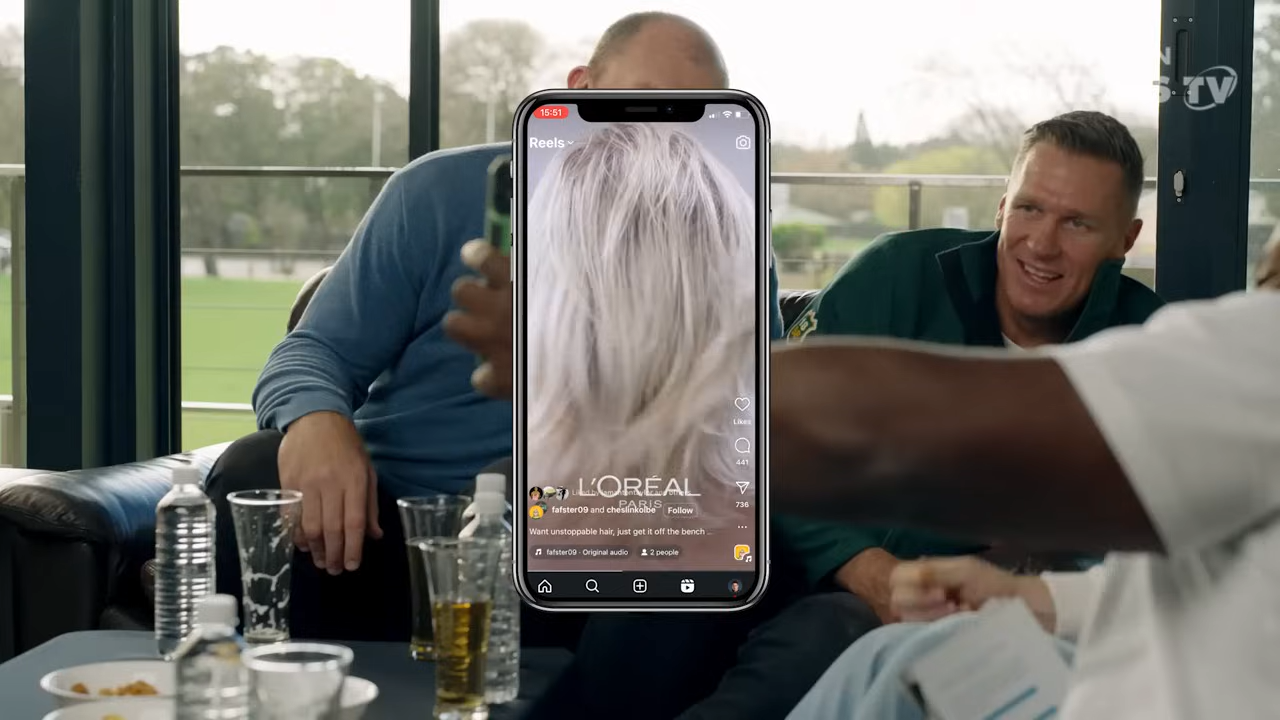 N
S TV
15:51
Reels
Likes
441
L'ORÉAL
PARIS
736
fafster09 and cheslinkolbe Follow
Want unstoppable hair, just get it off the bench ...
fafster09 · Original audio 2 people